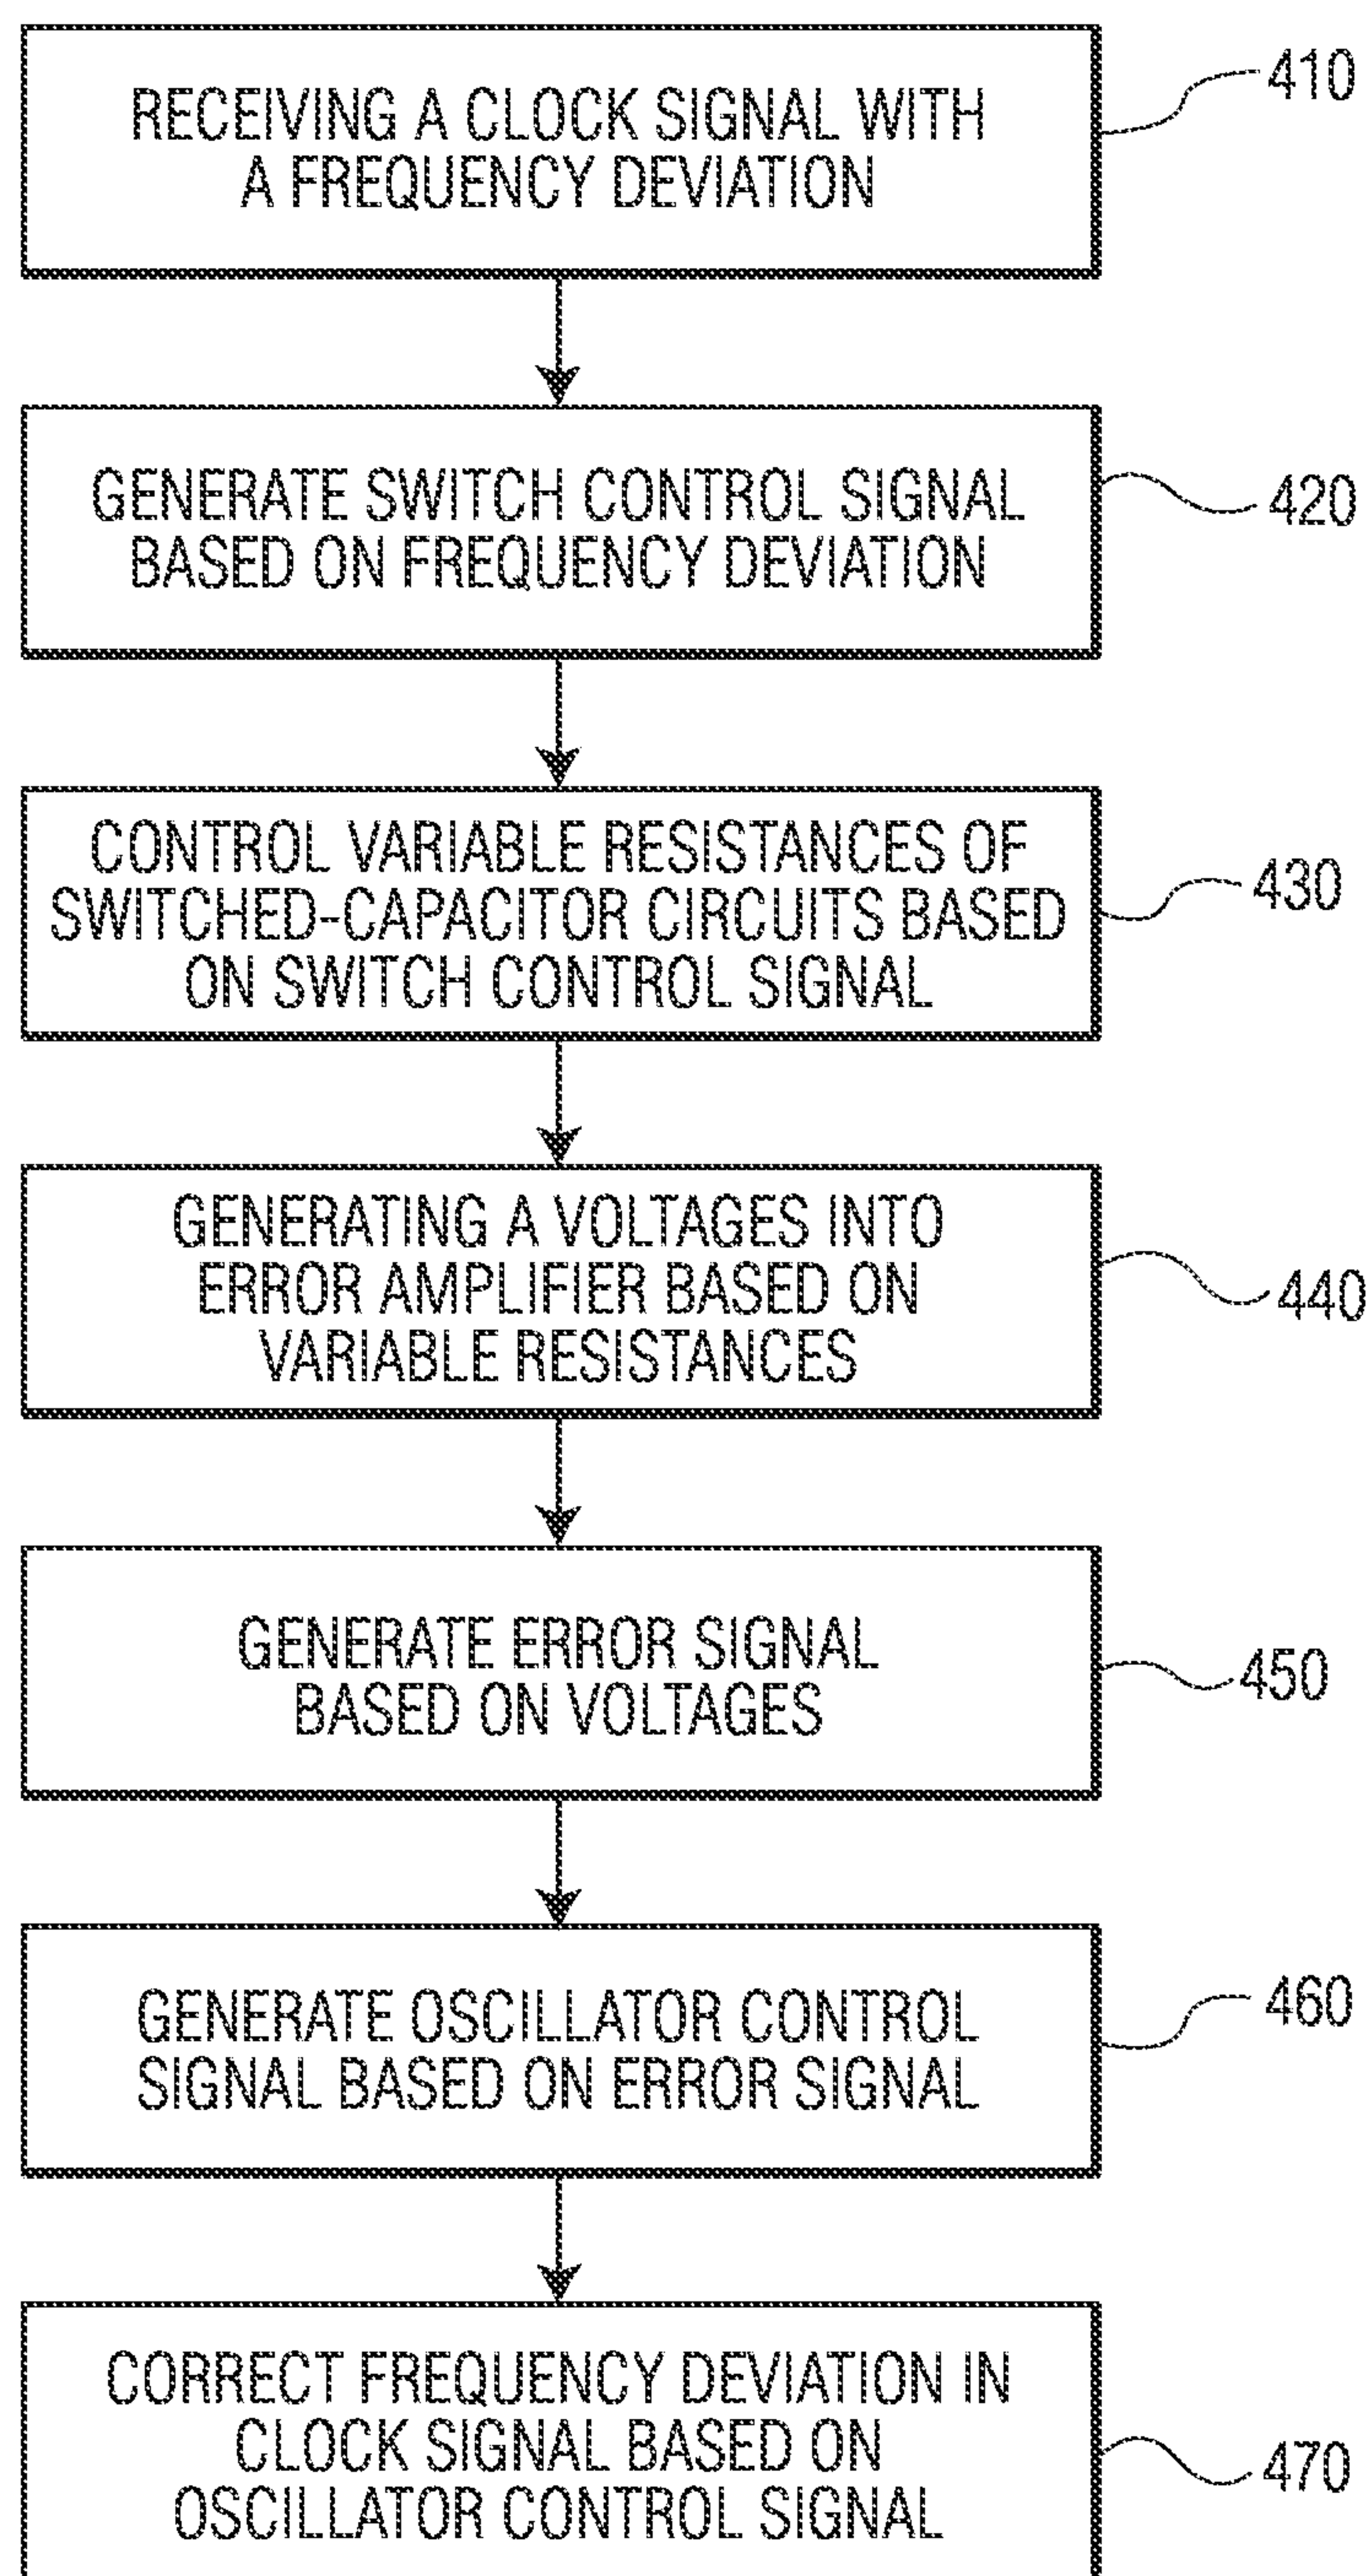 RECEIVING A CLOCK SIGNAL WITH
A FREQUENCY DEVIATION
410
GENERATE SWITCH CONTROL SIGNAL
BASED ON FREQUENCY DEVIATION
420
CONTROL VARIABLE RESISTANCES OF
SWITCHED-CAPACITOR CIRCUITS BASED
ON SWITCH CONTROL SIGNAL
430
GENERATING A VOLTAGES INTO
ERROR AMPLIFIER BASED ON
VARIABLE RESISTANCES
440
GENERATE ERROR SIGNAL
BASED ON VOLTAGES
450
GENERATE OSCILLATOR CONTROL
SIGNAL BASED ON ERROR SIGNAL
460
CORRECT FREQUENCY DEVIATION IN
CLOCK SIGNAL BASED ON
OSCILLATOR CONTROL SIGNAL
470